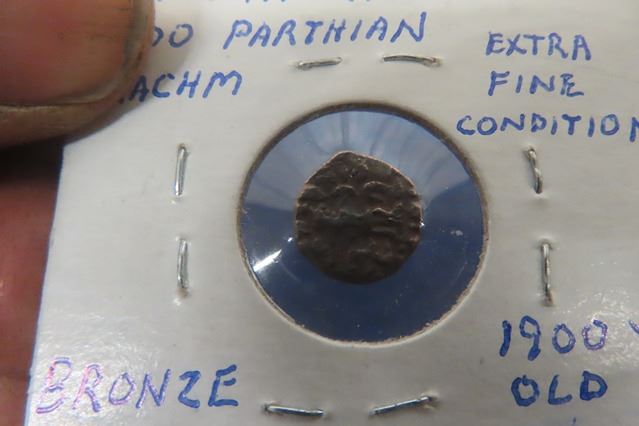 DO PARTHIAN
ACHM
EXTRA
FINE
CONDITION
BRONZE
1900 Y
OLD